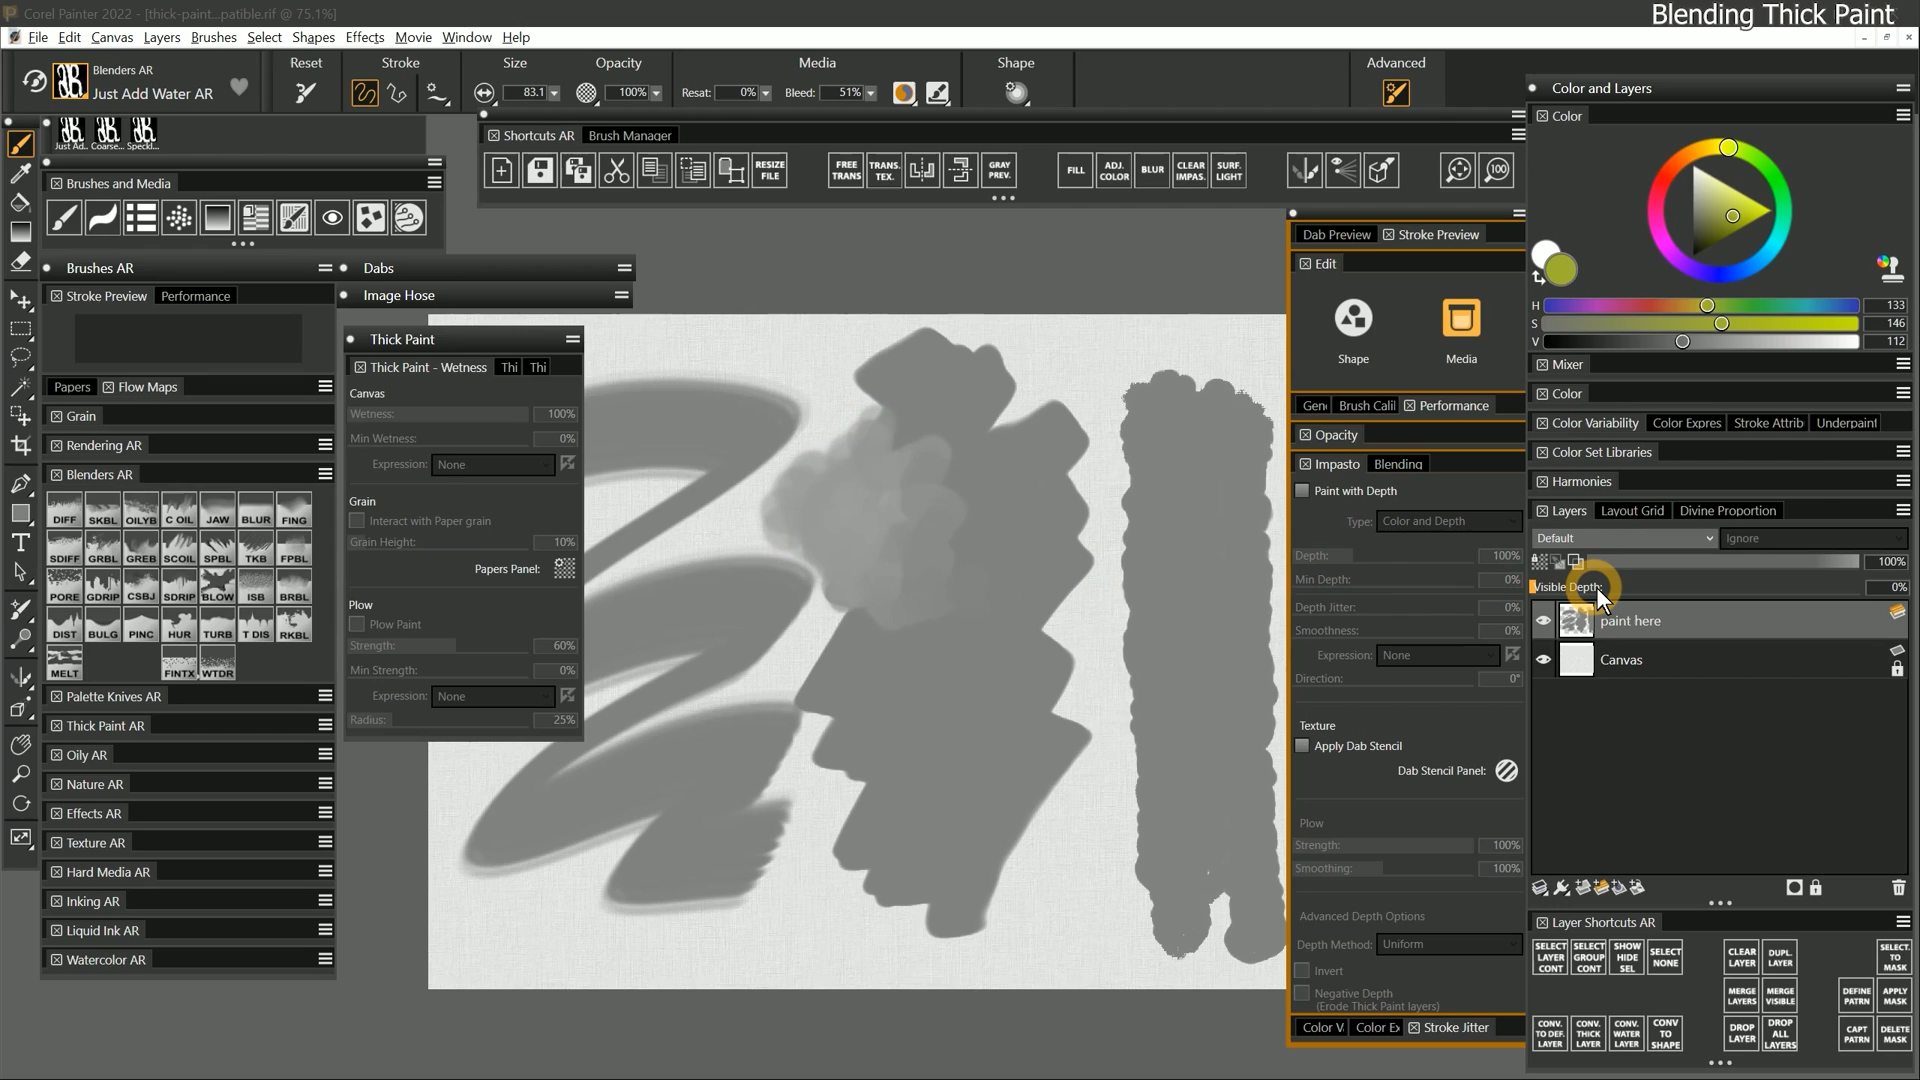 Corel Painter 2022 - [thick-paint...patible.rif @ 75.1%]
Blending Thick Paint
File Edit Canvas Layers Brushes Select Shapes Effects Movie Window Help
Blenders AR
Just Add Water AR
Reset
Stroke
Size
83.1
Opacity
100%
Media
Resat: 0%
Bleed: 51%
Shape
Advanced
Just Ad.. Coarse... Speckl..
Brushes and Media
Shortcuts AR Brush Manager
RESIZE FILE
FREE TRANS
TRANS. TEX.
GRAY PREV.
FILL
ADJ. COLOR
BLUR
CLEAR IMPAS.
SURF. LIGHT
100
Brushes AR
Stroke Preview Performance
Papers Flow Maps
Grain
Rendering AR
Blenders AR
DIFF SKBL OILYB C OIL JAW BLUR FING
SDIFF GRBL GREB SCOIL SPBL TKB FPBL
PORE GDRIP CSBJ SDRIP BLOW ISB BRBL
DIST BULG PINC HUR TURB T DIS RKBL
MELT FINTX WTDR
Palette Knives AR
Thick Paint AR
Oily AR
Nature AR
Effects AR
Texture AR
Hard Media AR
Inking AR
Liquid Ink AR
Watercolor AR
Dabs
Image Hose
Thick Paint
Thick Paint - Wetness Thi Thi
Canvas
Wetness: 100%
Min Wetness: 0%
Expression: None
Grain
Interact with Paper grain
Grain Height: 10%
Papers Panel:
Plow
Plow Paint
Strength: 60%
Min Strength: 0%
Expression: None
Radius: 25%
Dab Preview Stroke Preview
Edit
Shape Media
Gen Brush Cali Performance
Opacity
Impasto Blending
Paint with Depth
Type: Color and Depth
Depth: 100%
Min Depth: 0%
Depth Jitter: 0%
Smoothness: 0%
Expression: None
Direction: 0°
Texture
Apply Dab Stencil
Dab Stencil Panel:
Plow
Strength: 100%
Smoothing: 100%
Advanced Depth Options
Depth Method: Uniform
Invert
Negative Depth
(Erode Thick Paint layers)
Color V Color Ex Stroke Jitter
Color and Layers
Color
H 133
S 146
V 112
Mixer
Color
Color Variability Color Expres Stroke Attrib Underpaint
Color Set Libraries
Harmonies
Layers Layout Grid Divine Proportion
Default Ignore
100%
Visible Depth: 0%
paint here
Canvas
Layer Shortcuts AR
SELECT LAYER CONT
SELECT GROUP CONT
SHOW HIDE SEL
SELECT NONE
CLEAR LAYER
DUPL. LAYER
SELECT. TO MASK
MERGE LAYERS
MERGE VISIBLE
DEFINE PATRN
APPLY MASK
CONV. TO DEF. LAYER
CONV. THICK LAYER
CONV. WATER LAYER
CONV TO SHAPE
DROP LAYER
DROP ALL LAYERS
CAPT PATRN
DELETE MASK